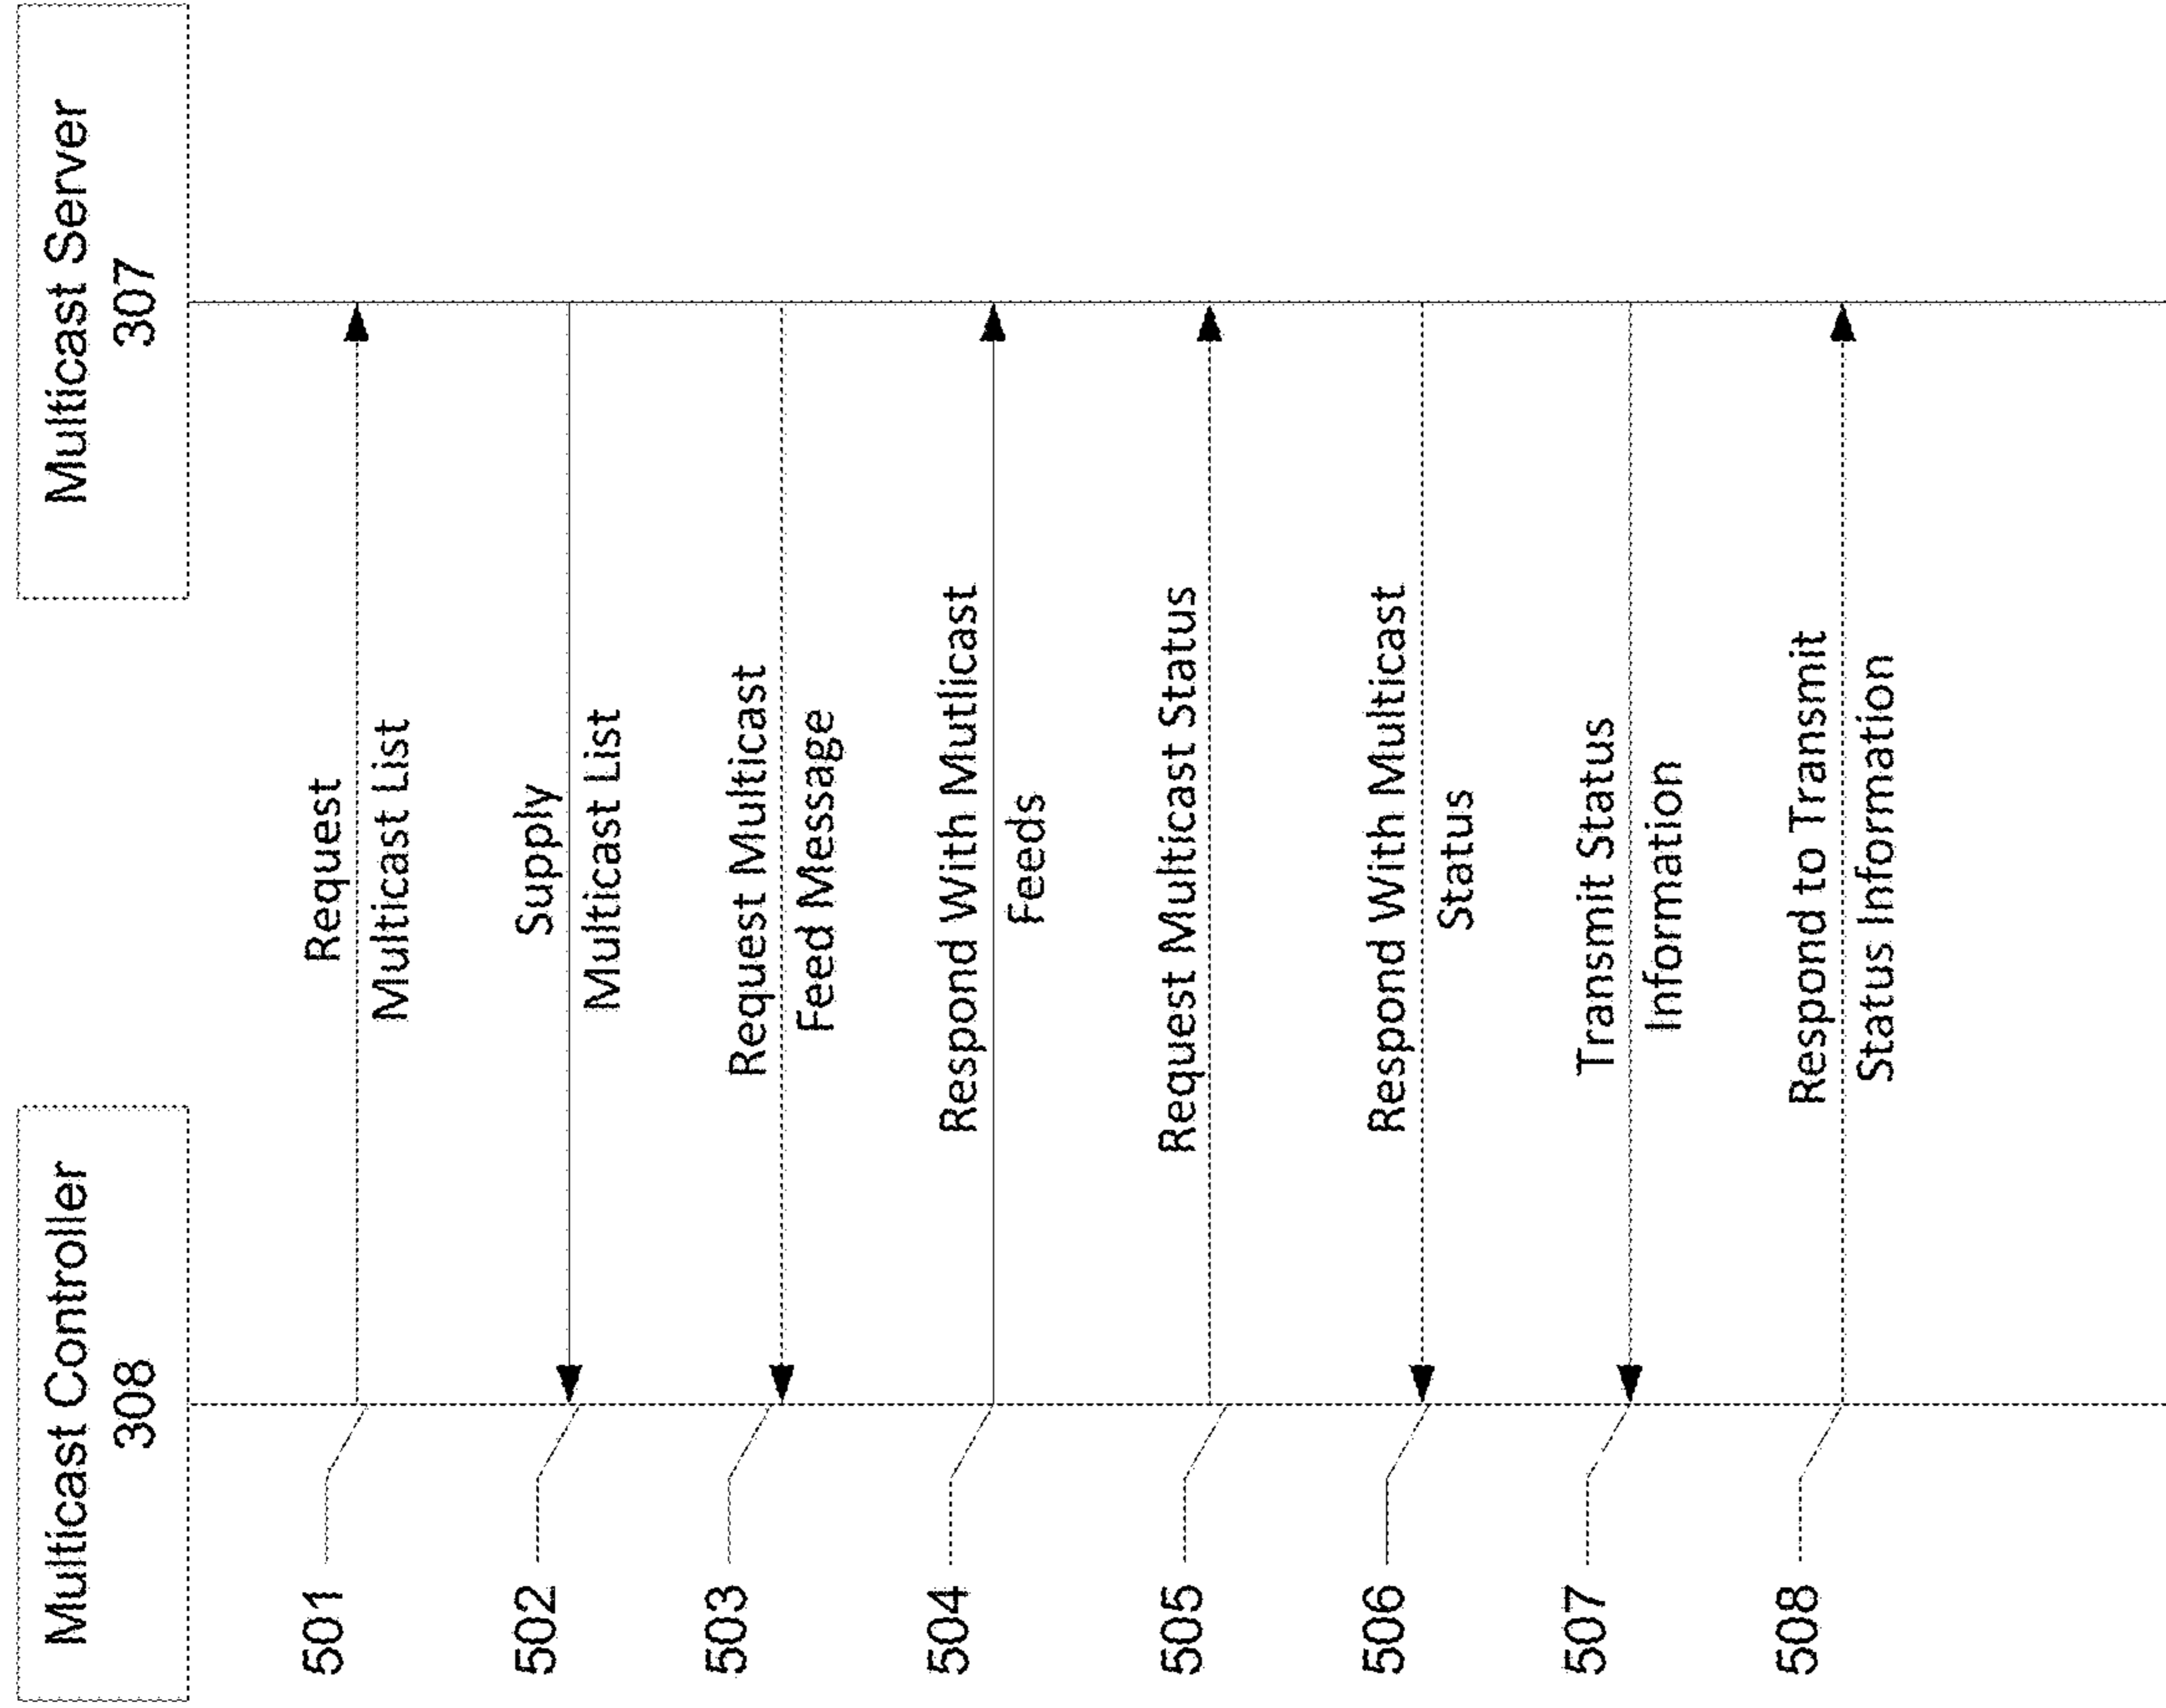 Multicast Controller
308
Multicast Server
307
501
Request
Multicast List
502
Supply
Multicast List
503
Request Multicast
Feed Message
504
Respond With Mutlicast
Feeds
505
Request Multicast Status
506
Respond With Multicast
Status
507
Transmit Status
Information
508
Respond to Transmit
Status Information